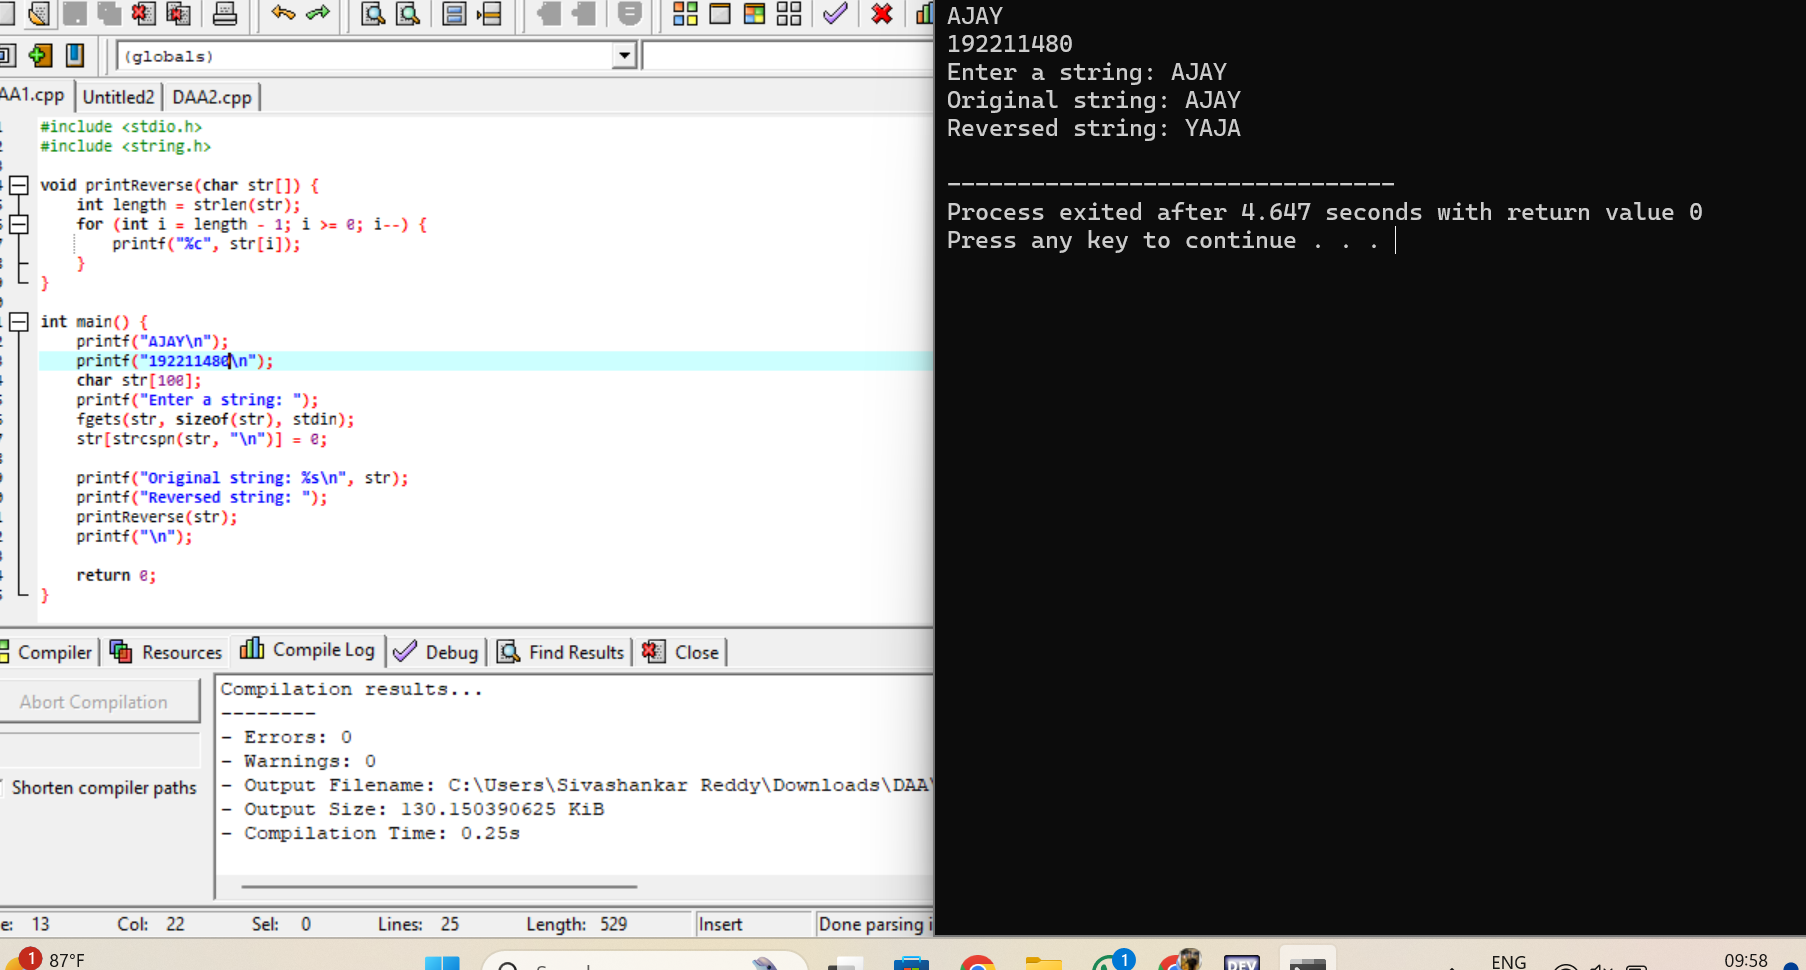 (globals)
AA1.cpp Untitled2 DAA2.cpp
#include <stdio.h>
#include <string.h>
void printReverse(char str[]) {
int length = strlen(str);
for (int i = length - 1; i >= 0; i--) {
printf("%c", str[i]);
}
}
int main() {
printf("AJAY\n");
printf("192211480\n");
char str[100];
printf("Enter a string: ");
fgets(str, sizeof(str), stdin);
str[strcspn(str, "\n")] = 0;
printf("Original string: %s\n", str);
printf("Reversed string: ");
printReverse(str);
printf("\n");
return 0;
}
Compiler Resources Compile Log Debug Find Results Close
Abort Compilation
Shorten compiler paths
Compilation results...
--------
- Errors: 0
- Warnings: 0
- Output Filename: C:\Users\Sivashankar Reddy\Downloads\DAA\
- Output Size: 130.150390625 KiB
- Compilation Time: 0.25s
e: 13 Col: 22 Sel: 0 Lines: 25 Length: 529 Insert Done parsing i
AJAY
192211480
Enter a string: AJAY
Original string: AJAY
Reversed string: YAJA
--------------------------------
Process exited after 4.647 seconds with return value 0
Press any key to continue . . .
1 87°F
1
DEV
ENG
09:58